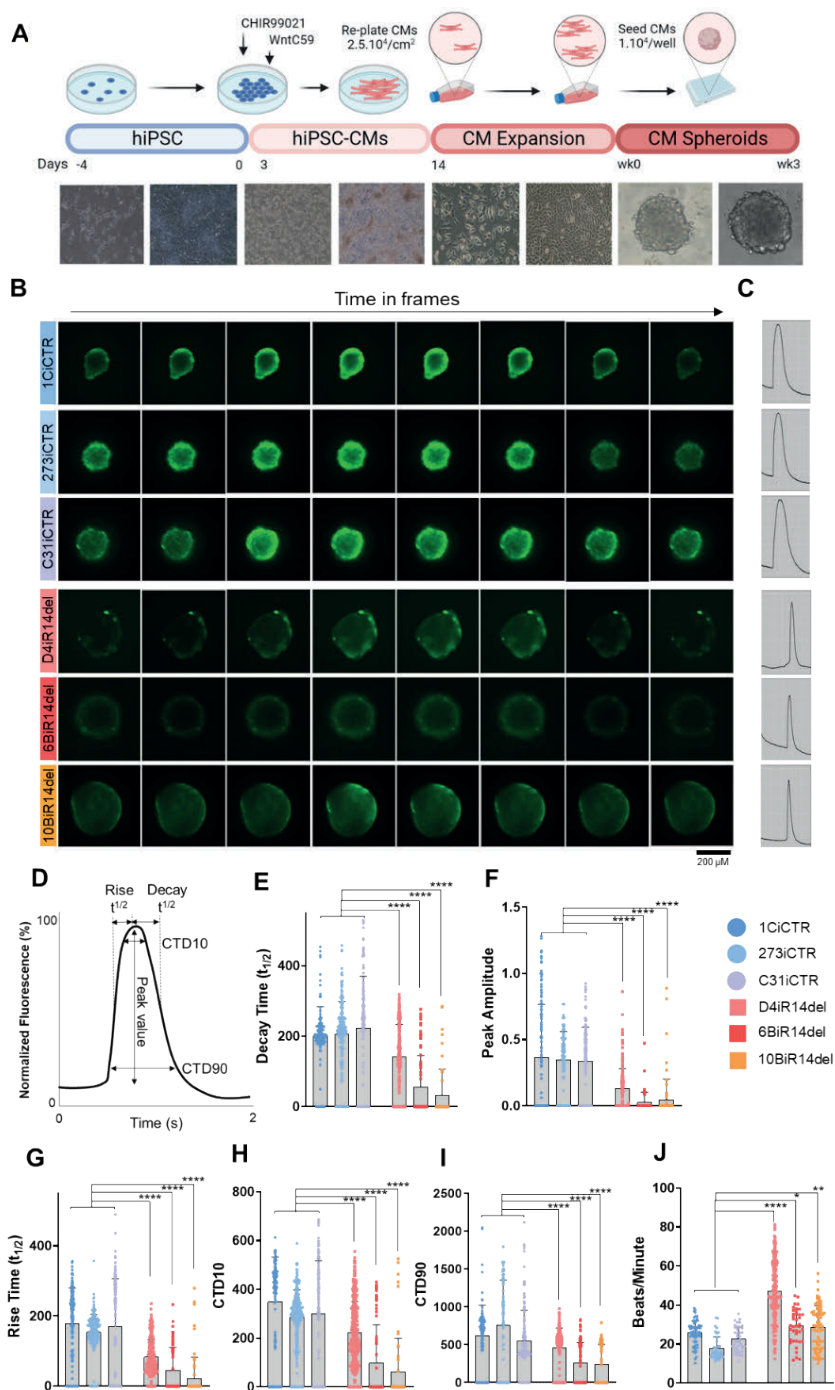 A
CHIR99021
WntC59
Re-plate CMs
2.5.10⁴/cm²
Seed CMs
1.10⁴/well
hiPSC
hiPSC-CMs
CM Expansion
CM Spheroids
Days -4 0 3 14 wk0 wk3
B
Time in frames
C
1CiCTR
273iCTR
C31iCTR
D4iR14del
6BiR14del
10BiR14del
200 µM
D
Rise t^1/2
Decay t^1/2
CTD10
Peak value
CTD90
100
0
Normalized Fluorescence (%)
0 2
Time (s)
E
Decay Time (t1/2)
400
200
0
****
****
****
F
Peak Amplitude
1.5
1.0
0.5
0.0
****
****
****
1CiCTR
273iCTR
C31iCTR
D4iR14del
6BiR14del
10BiR14del
G
Rise Time (t1/2)
400
200
0
****
****
****
H
CTD10
800
600
400
200
0
****
****
****
I
CTD90
2500
2000
1500
1000
500
0
****
****
****
J
Beats/Minute
100
80
60
40
20
0
****
*
**